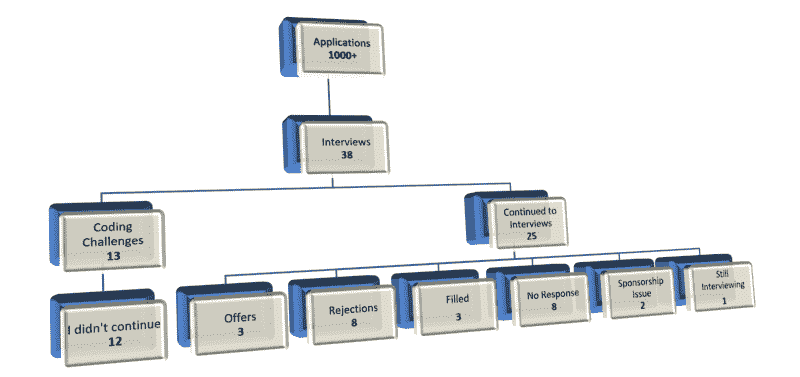 Applications
1000+
Interviews
38
Coding
Challenges
13
Continued to
Interviews
25
I didn't continue
12
Offers
3
Rejections
8
Filled
3
No Response
8
Sponsorship
issue
2
Still
Interviewing
1